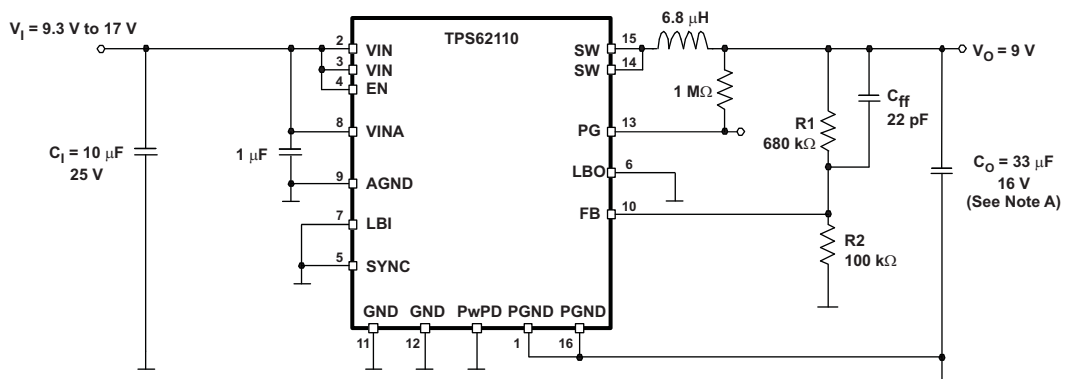 V_I = 9.3 V to 17 V
TPS62110
6.8 μH
V_O = 9 V
2 VIN
3 VIN
4 EN
8 VINA
9 AGND
7 LBI
5 SYNC
SW 15
SW 14
PG 13
LBO 6
FB 10
1 MΩ
C_I = 10 μF
25 V
1 μF
R1
680 kΩ
C_ff
22 pF
C_O = 33 μF
16 V
(See Note A)
R2
100 kΩ
GND GND PwPD PGND PGND
11 12 1 16